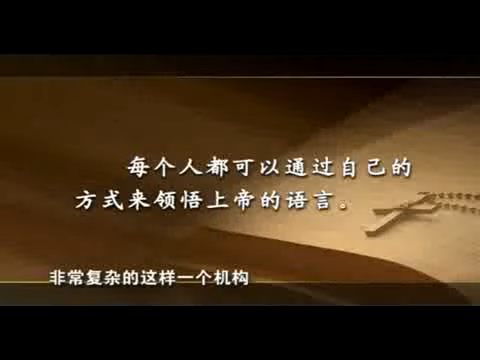 每个人都可以通过自己的
方式来领悟上帝的语言。
非常复杂的这样一个机构